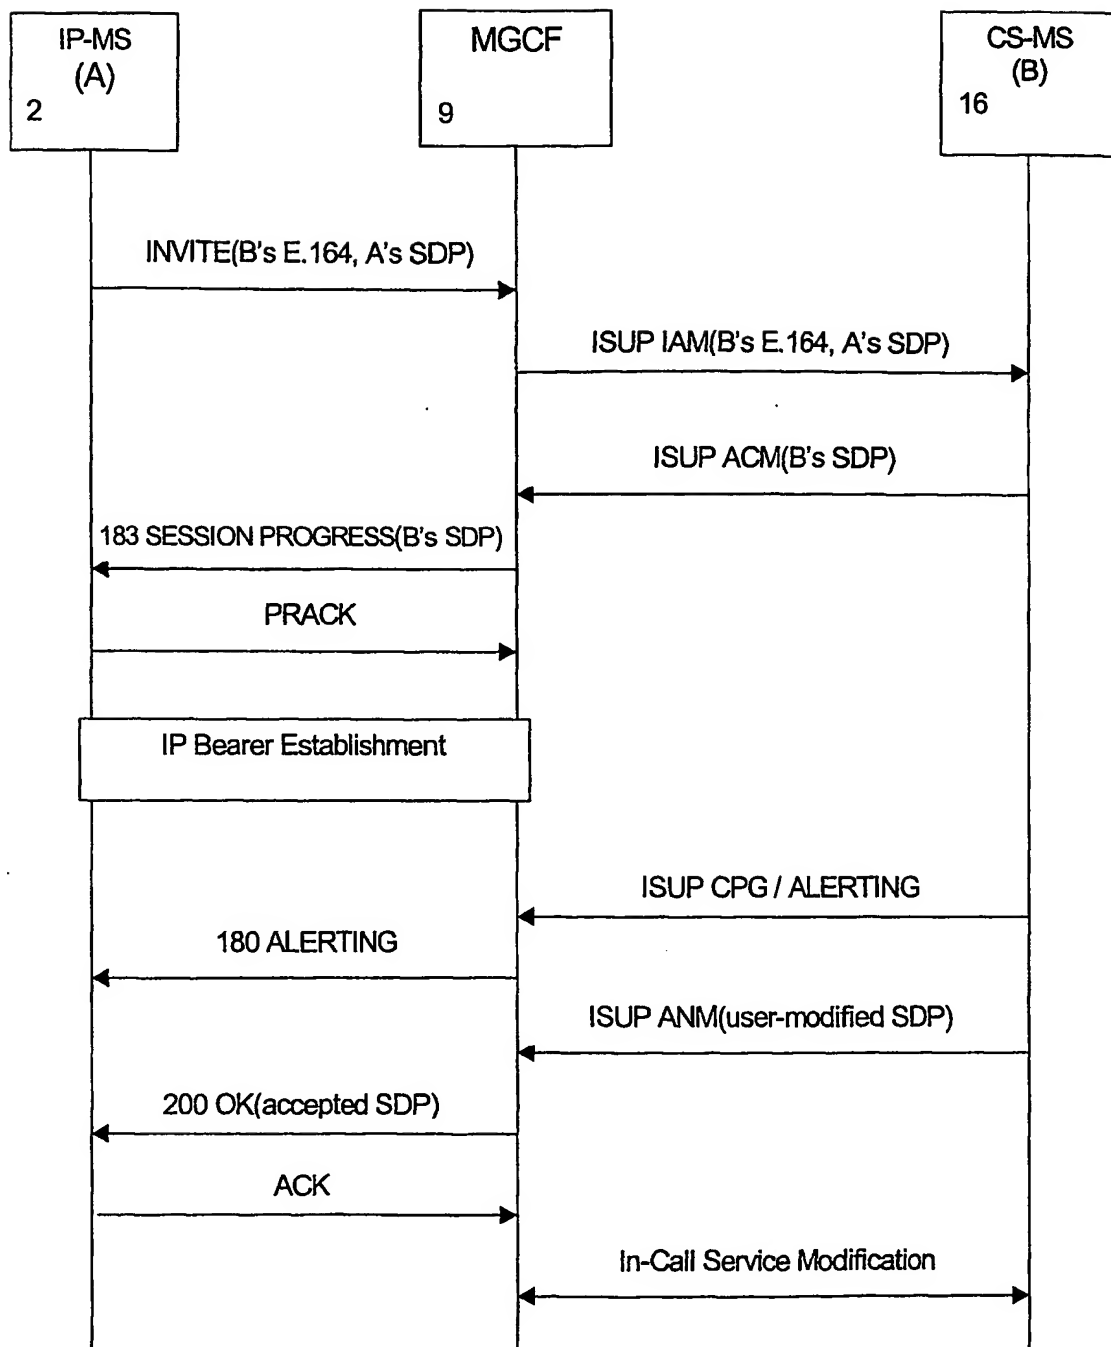 IP-MS
(A)
2
MGCF
9
CS-MS
(B)
16
INVITE(B's E.164, A's SDP)
ISUP IAM(B's E.164, A's SDP)
ISUP ACM(B's SDP)
183 SESSION PROGRESS(B's SDP)
PRACK
IP Bearer Establishment
ISUP CPG / ALERTING
180 ALERTING
ISUP ANM(user-modified SDP)
200 OK(accepted SDP)
ACK
In-Call Service Modification